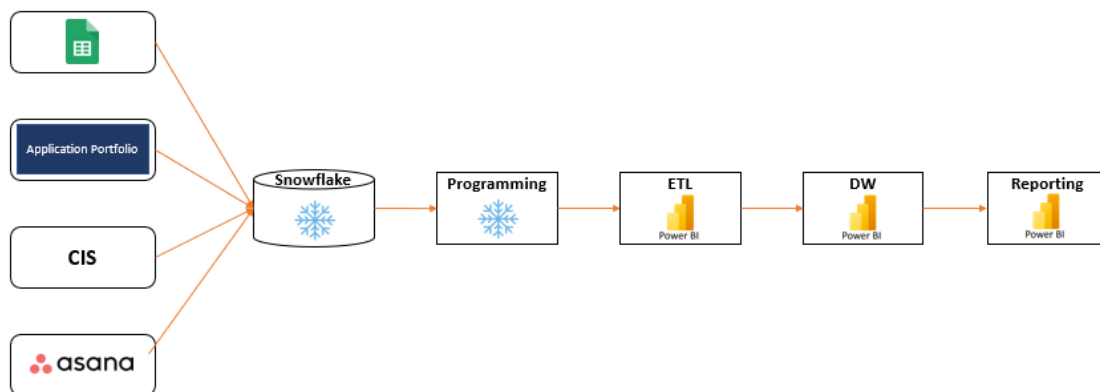 Application Portfolio
CIS
asana
Snowflake
Programming
ETL
Power BI
DW
Power BI
Reporting
Power BI